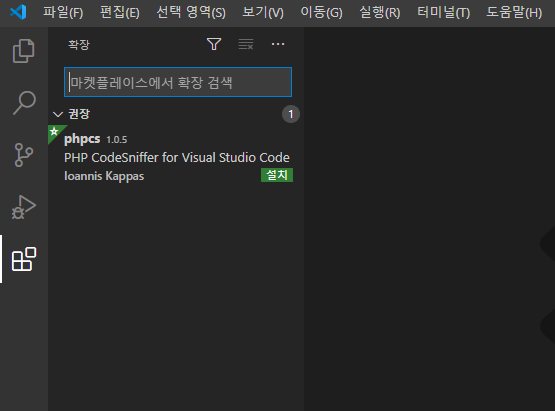 파일(F) 편집(E) 선택 영역(S) 보기(V) 이동(G) 실행(R) 터미널(T) 도움말(H)
확장
마켓플레이스에서 확장 검색
권장 1
phpcs 1.0.5
PHP CodeSniffer for Visual Studio Code
Ioannis Kappas 설치